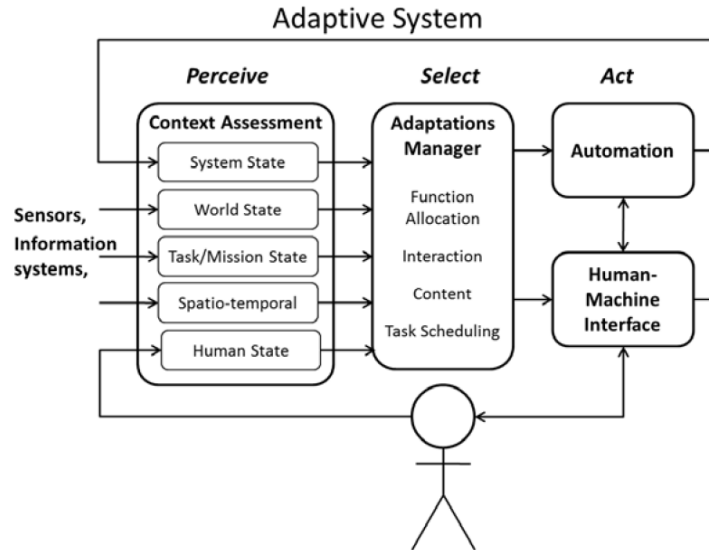 Adaptive System
Perceive
Select
Act
Context Assessment
System State
World State
Task/Mission State
Spatio-temporal
Human State
Sensors,
Information
systems,
Adaptations
Manager
Function
Allocation
Interaction
Content
Task Scheduling
Automation
Human-
Machine
Interface